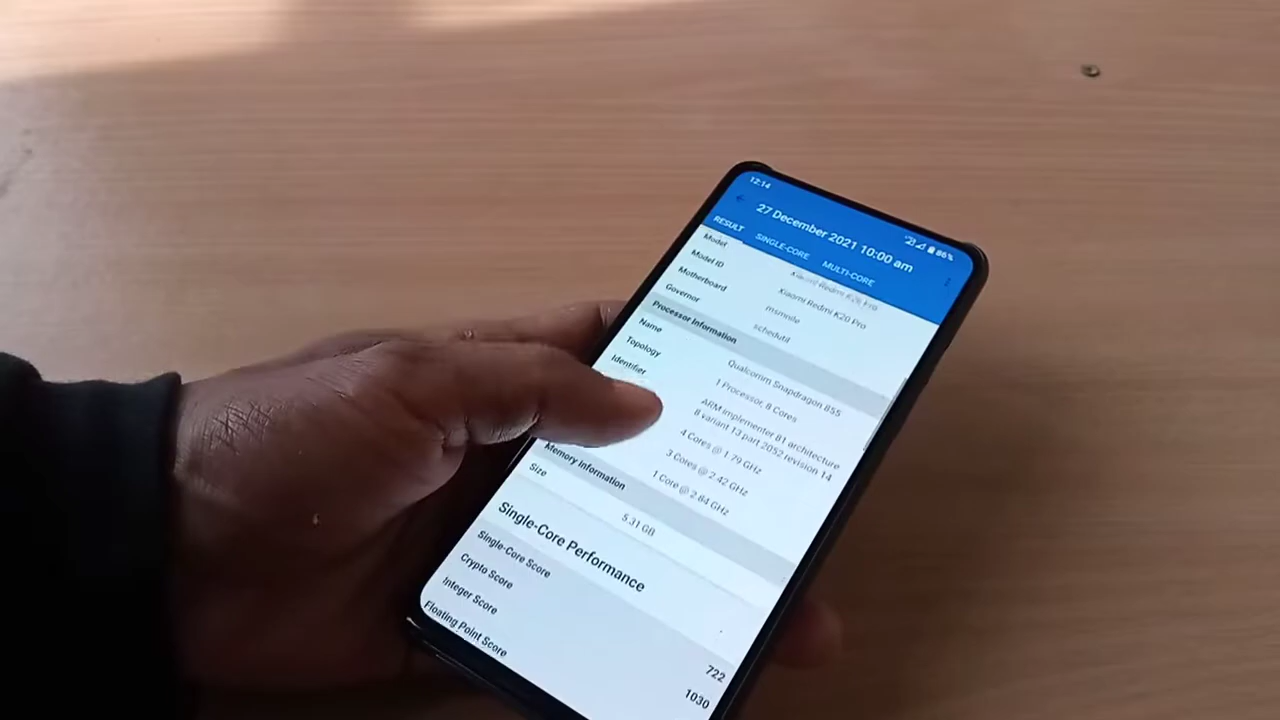 12:14
86%
27 December 2021 10:00 am
RESULT SINGLE-CORE MULTI-CORE
Model Xiaomi Redmi K20 Pro
Model ID Xiaomi Redmi K20 Pro
Motherboard msmnile
Governor schedutil
Processor Information
Name Qualcomm Snapdragon 855
Topology 1 Processor, 8 Cores
Identifier ARM implementer 81 architecture
8 variant 13 part 2052 revision 14
4 Cores @ 1.79 GHz
3 Cores @ 2.42 GHz
1 Core @ 2.84 GHz
Memory Information
Size 5.31 GB
Single-Core Performance
Single-Core Score 722
Crypto Score 1030
Integer Score
Floating Point Score